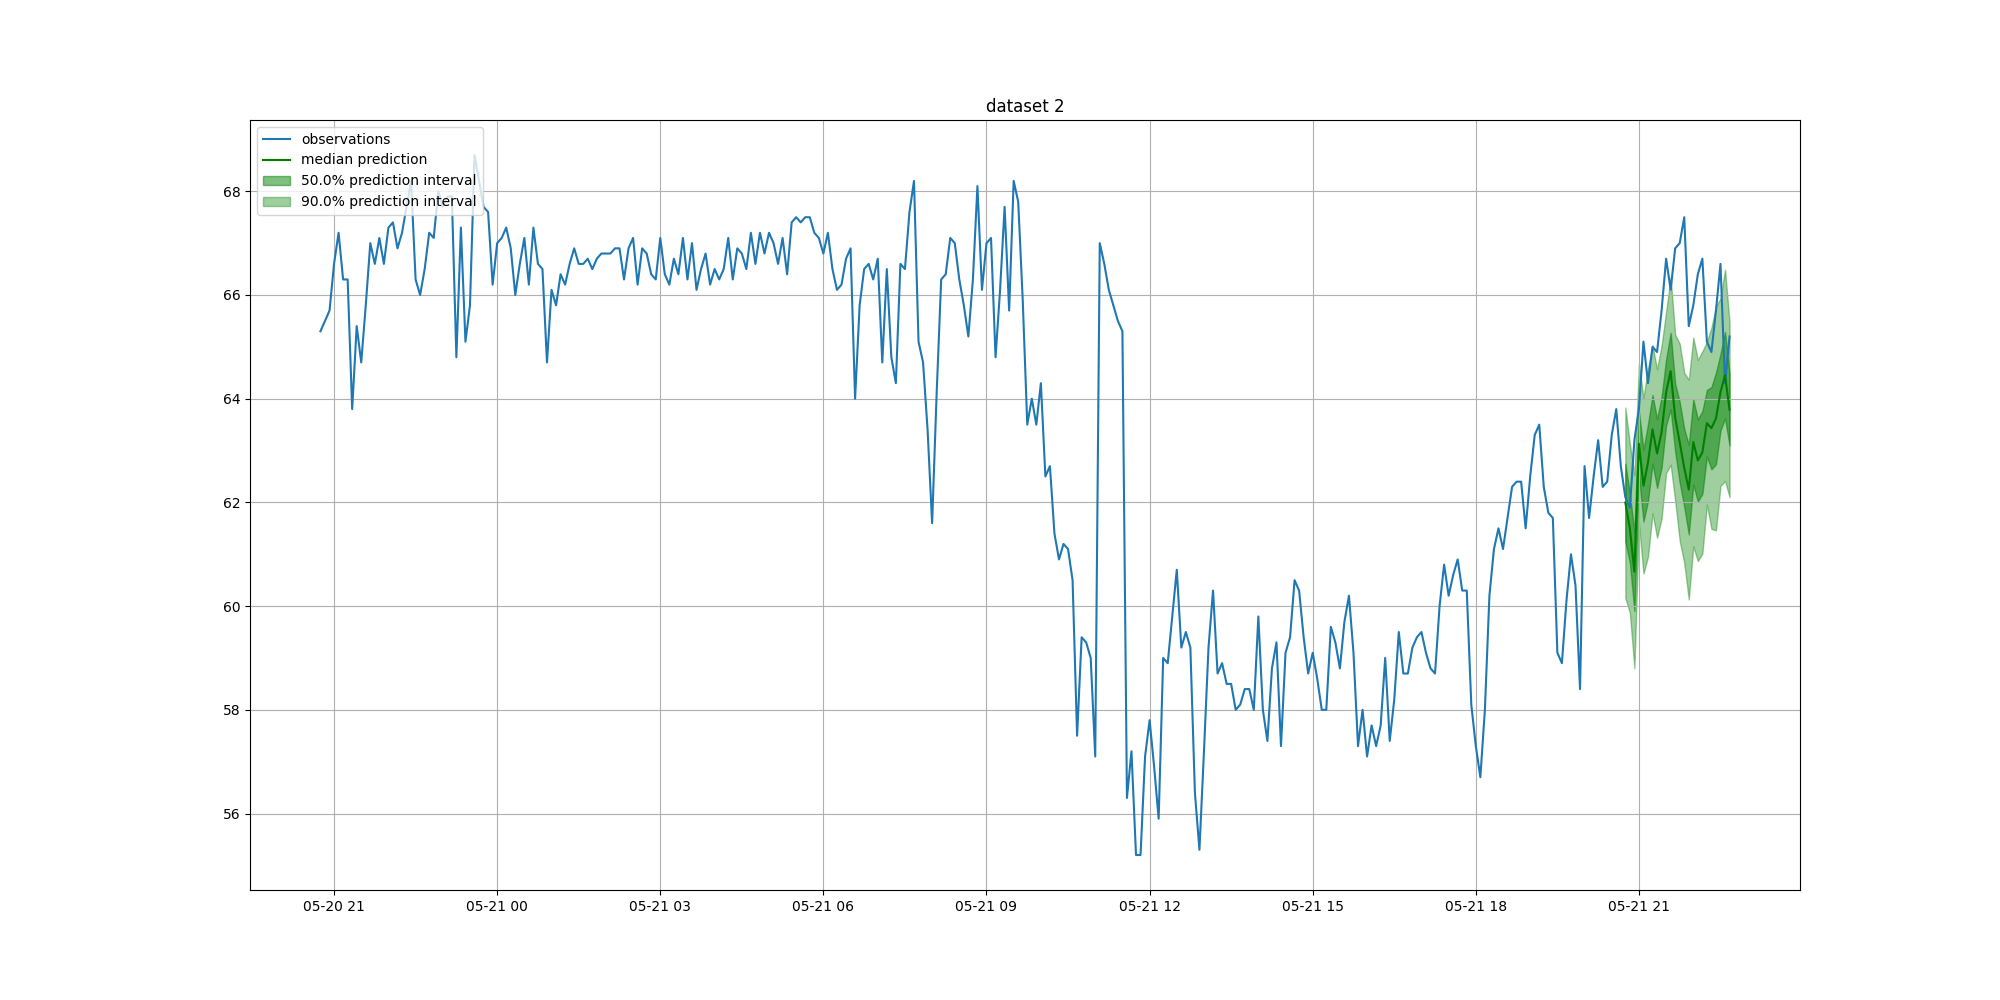 dataset 2
observations
median prediction
50.0% prediction interval
90.0% prediction interval
68
66
64
62
60
58
56
05-20 21 05-21 00 05-21 03 05-21 06 05-21 09 05-21 12 05-21 15 05-21 18 05-21 21